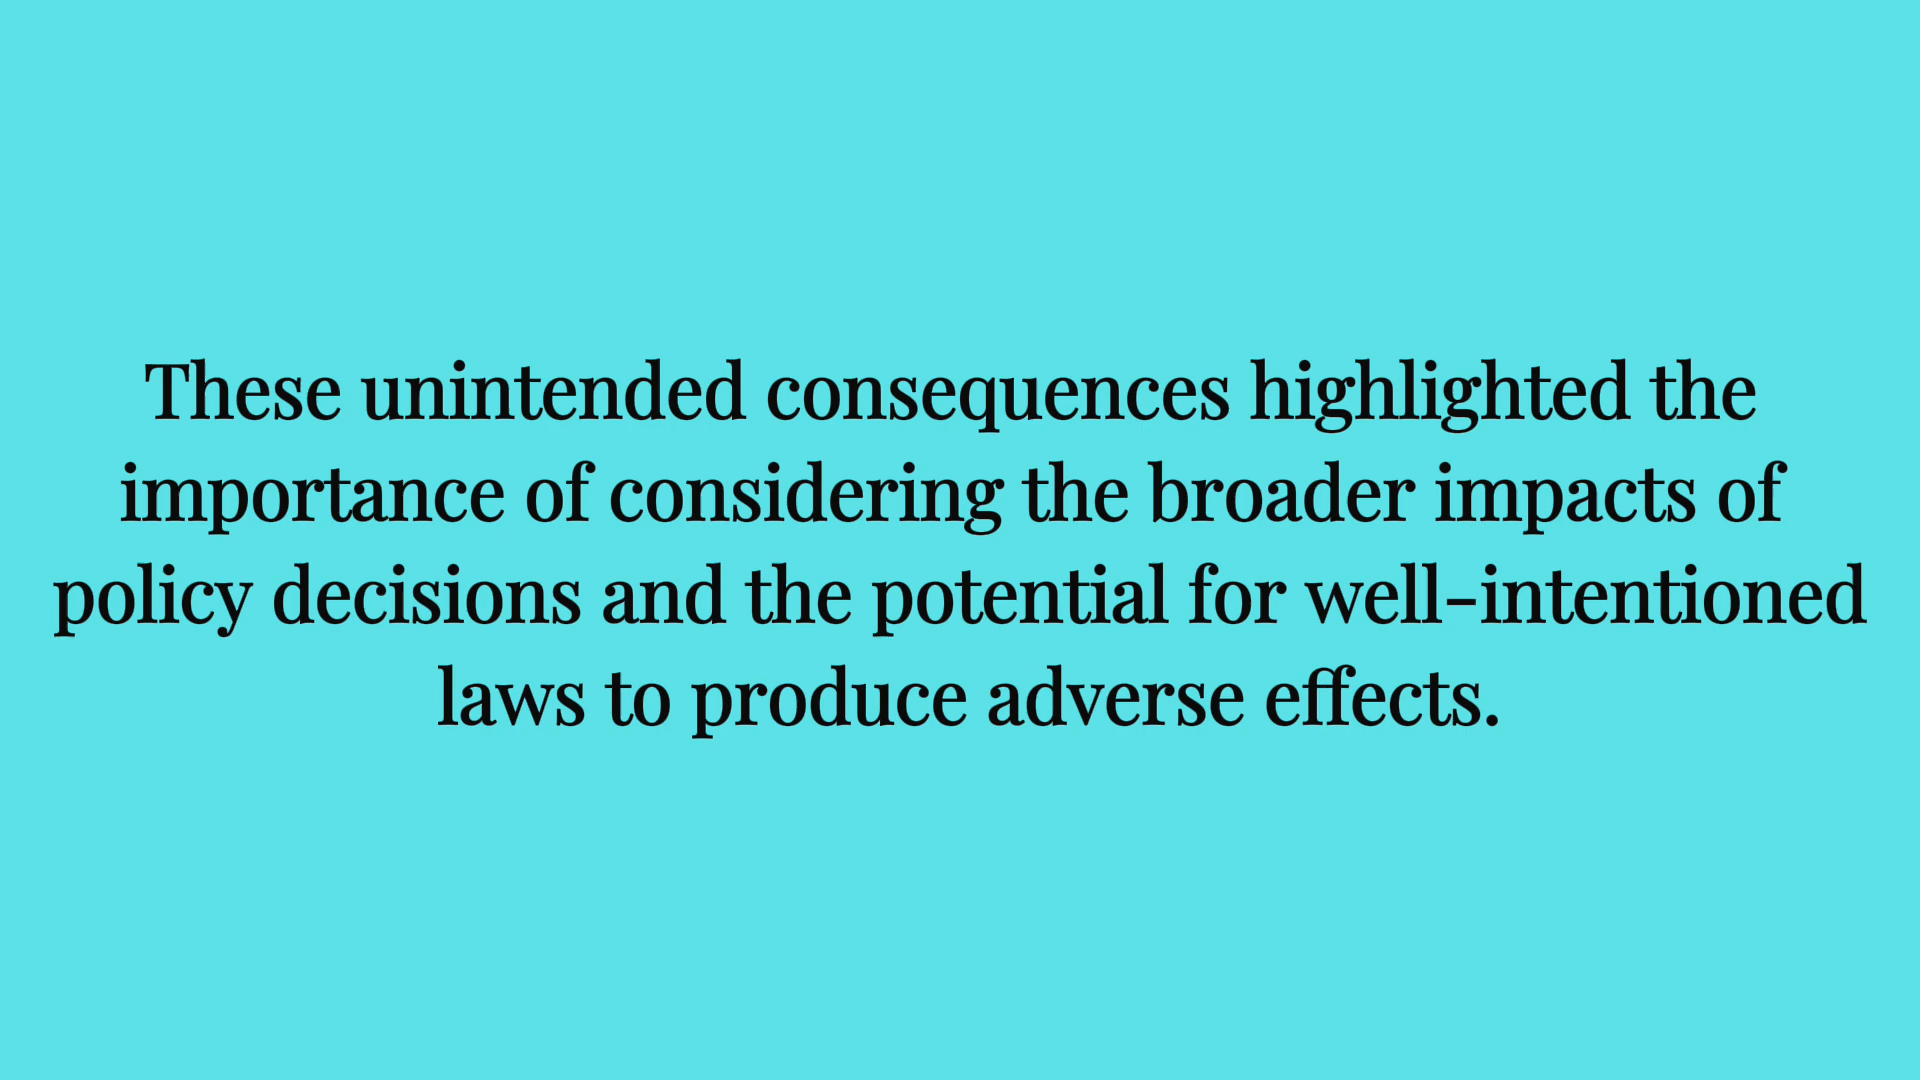 These unintended consequences highlighted the
importance of considering the broader impacts of
policy decisions and the potential for well-intentioned
laws to produce adverse effects.